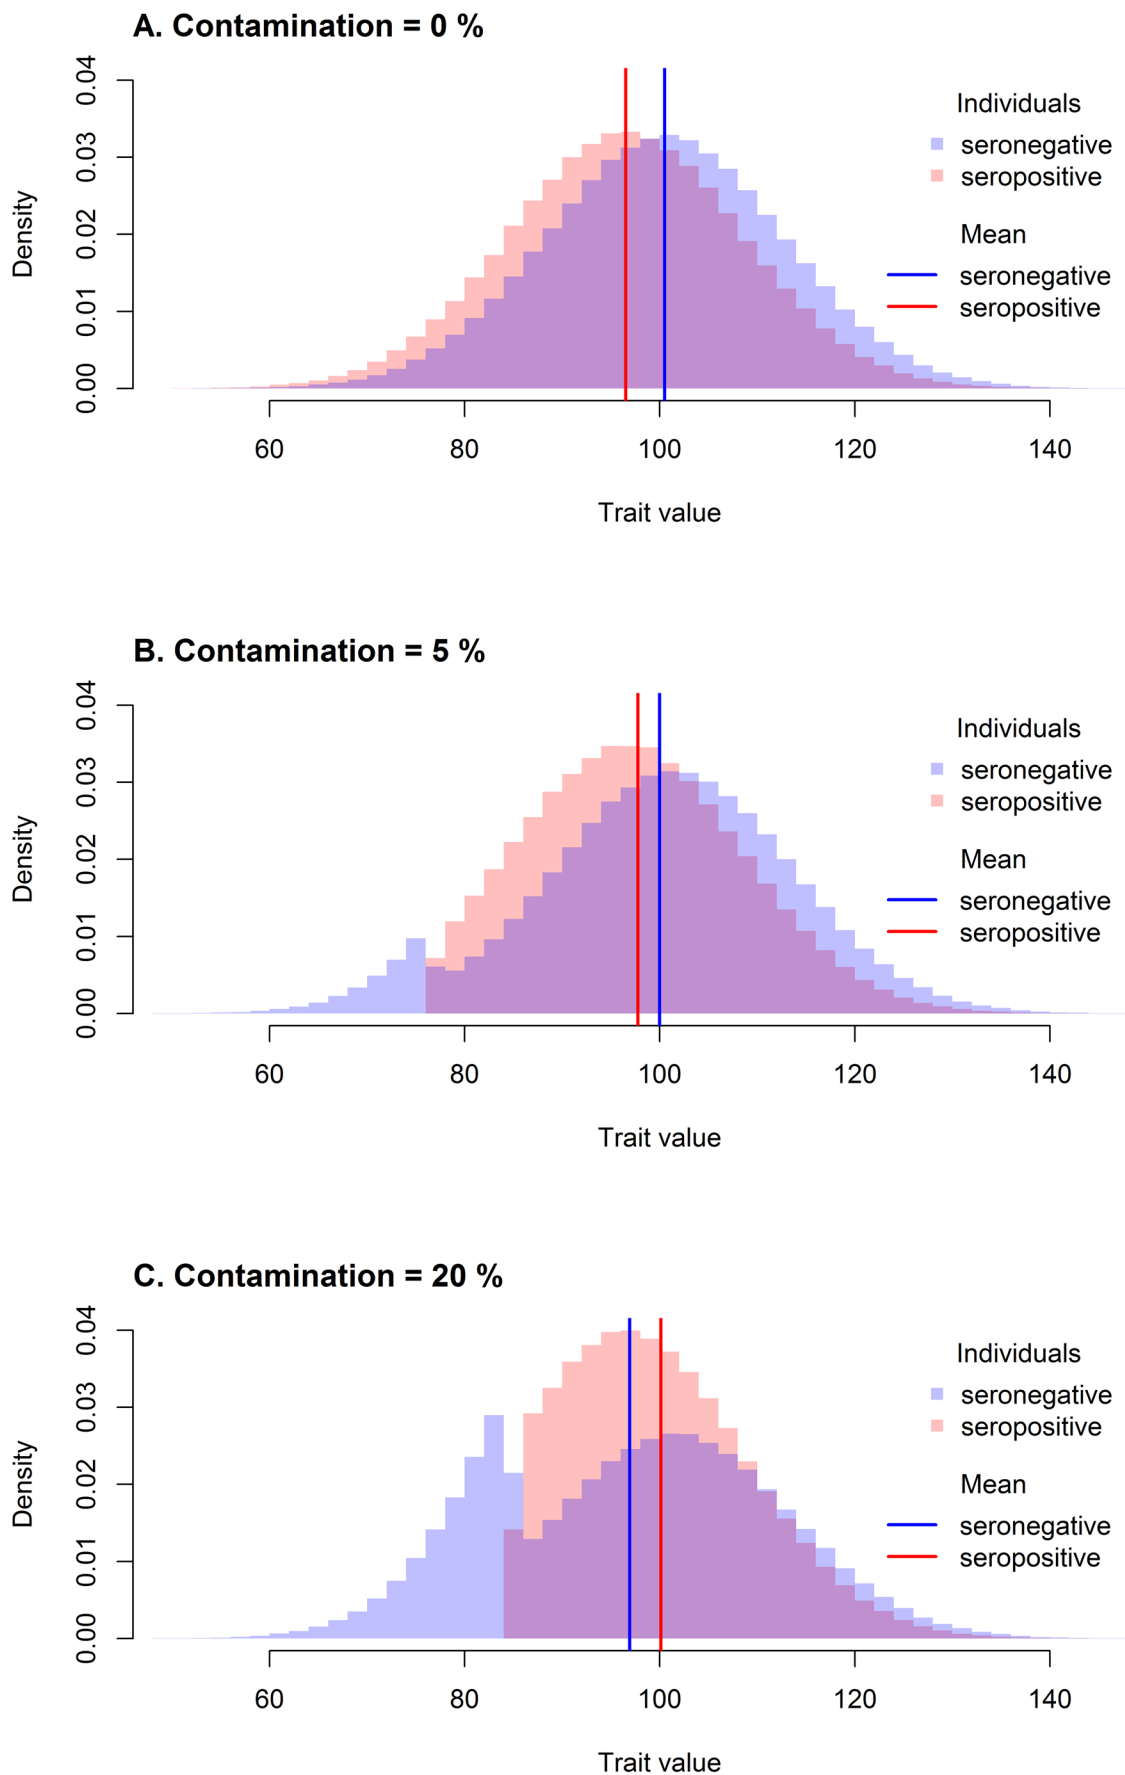 A. Contamination = 0 %
0.04
0.03
0.02
0.01
0.00
Density
60 80 100 120 140
Trait value
Individuals
seronegative
seropositive
Mean
seronegative
seropositive
B. Contamination = 5 %
0.04
0.03
0.02
0.01
0.00
Density
60 80 100 120 140
Trait value
Individuals
seronegative
seropositive
Mean
seronegative
seropositive
C. Contamination = 20 %
0.04
0.03
0.02
0.01
0.00
Density
60 80 100 120 140
Trait value
Individuals
seronegative
seropositive
Mean
seronegative
seropositive